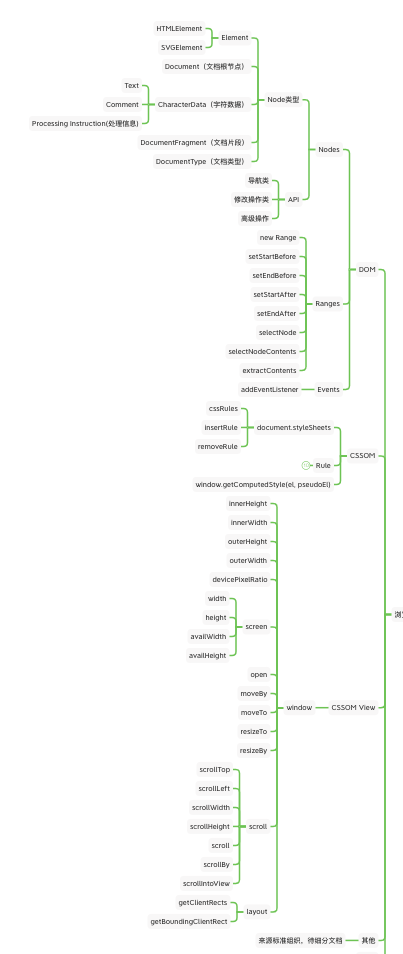 HTMLElement
Element
SVGElement
Document（文档根节点）
Text
Node类型
Comment
CharacterData（字符数据）
Processing Instruction(处理信息)
DocumentFragment（文档片段）
Nodes
DocumentType（文档类型）
导航类
修改操作类
API
高级操作
new Range
setStartBefore
DOM
setEndBefore
setStartAfter
Ranges
setEndAfter
selectNode
selectNodeContents
extractContents
addEventListener
Events
cssRules
insertRule
document.styleSheets
removeRule
CSSOM
Rule
window.getComputedStyle(el, pseudoEl)
innerHeight
innerWidth
outerHeight
outerWidth
devicePixelRatio
width
height
screen
availWidth
availHeight
open
moveBy
moveTo
window
CSSOM View
resizeTo
resizeBy
scrollTop
scrollLeft
scrollWidth
scrollHeight
scroll
scroll
scrollBy
scrollIntoView
getClientRects
layout
getBoundingClientRect
来源标准组织，待细分文档
其他